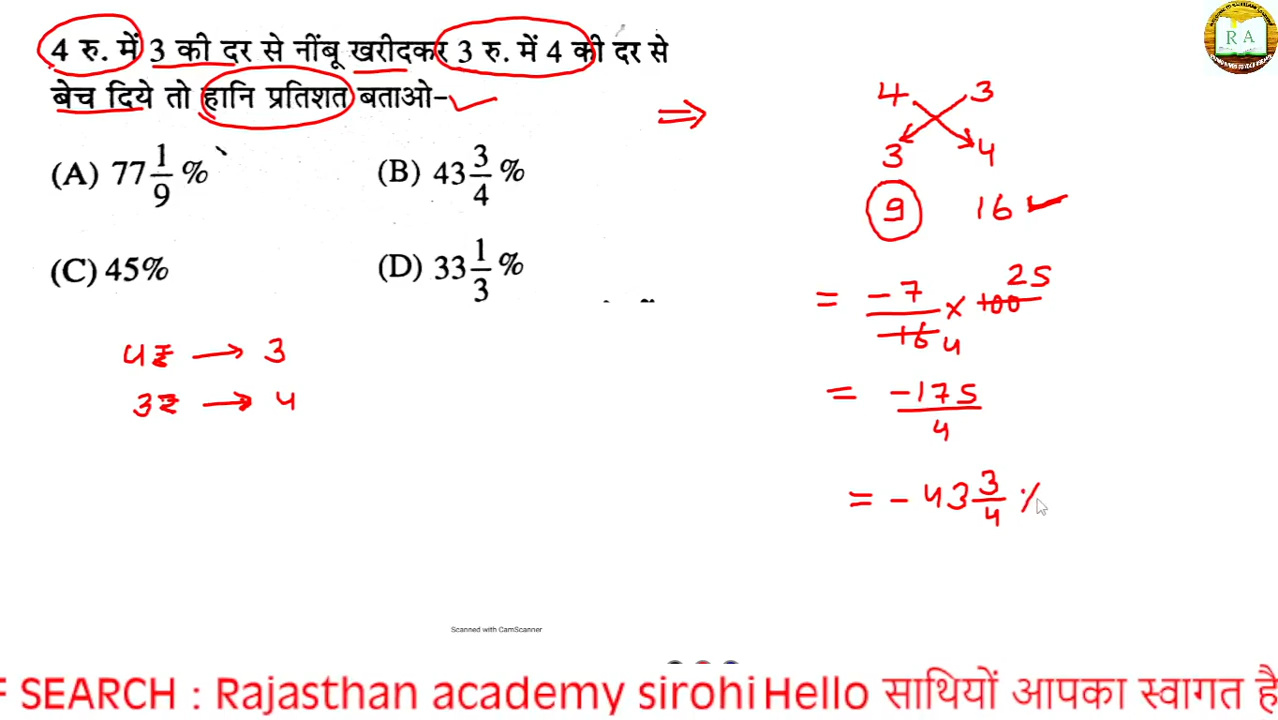 4 रु. में 3 की दर से नींबू खरीदकर 3 रु. में 4 की दर से
बेच दिये तो हानि प्रतिशत बताओ-
(A) 77 1/9 %
(B) 43 3/4 %
(C) 45%
(D) 33 1/3 %
4₹ → 3
3₹ → 4
⇒
4 3
3 4
9 16 ✓
= -7/16 × 100 25
4
= -175/4
= - 43 3/4 %
R A
Scanned with CamScanner
F SEARCH : Rajasthan academy sirohi Hello साथियों आपका स्वागत है